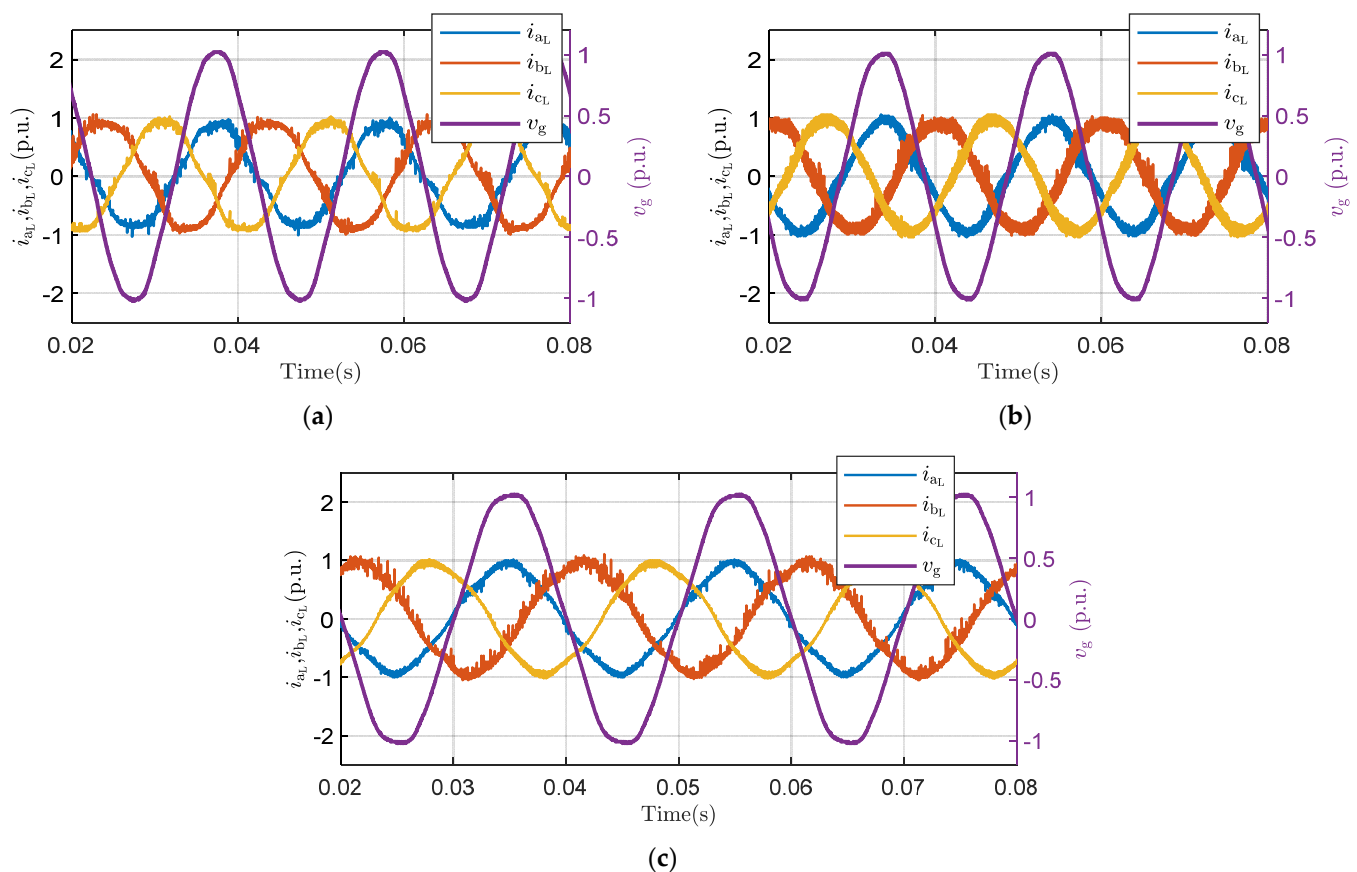 i_aL
i_bL
i_cL
v_g
2
1
0
-1
-2
i_aL,i_bL,i_cL(p.u.)
1
0.5
0
-0.5
-1
v_g (p.u.)
0.02 0.04 0.06 0.08
Time(s)
(a)
i_aL
i_bL
i_cL
v_g
2
1
0
-1
-2
i_aL,i_bL,i_cL(p.u.)
1
0.5
0
-0.5
-1
v_g (p.u.)
0.02 0.04 0.06 0.08
Time(s)
(b)
i_aL
i_bL
i_cL
v_g
2
1
0
-1
-2
i_aL,i_bL,i_cL(p.u.)
1
0.5
0
-0.5
-1
v_g (p.u.)
0.02 0.03 0.04 0.05 0.06 0.07 0.08
Time(s)
(c)